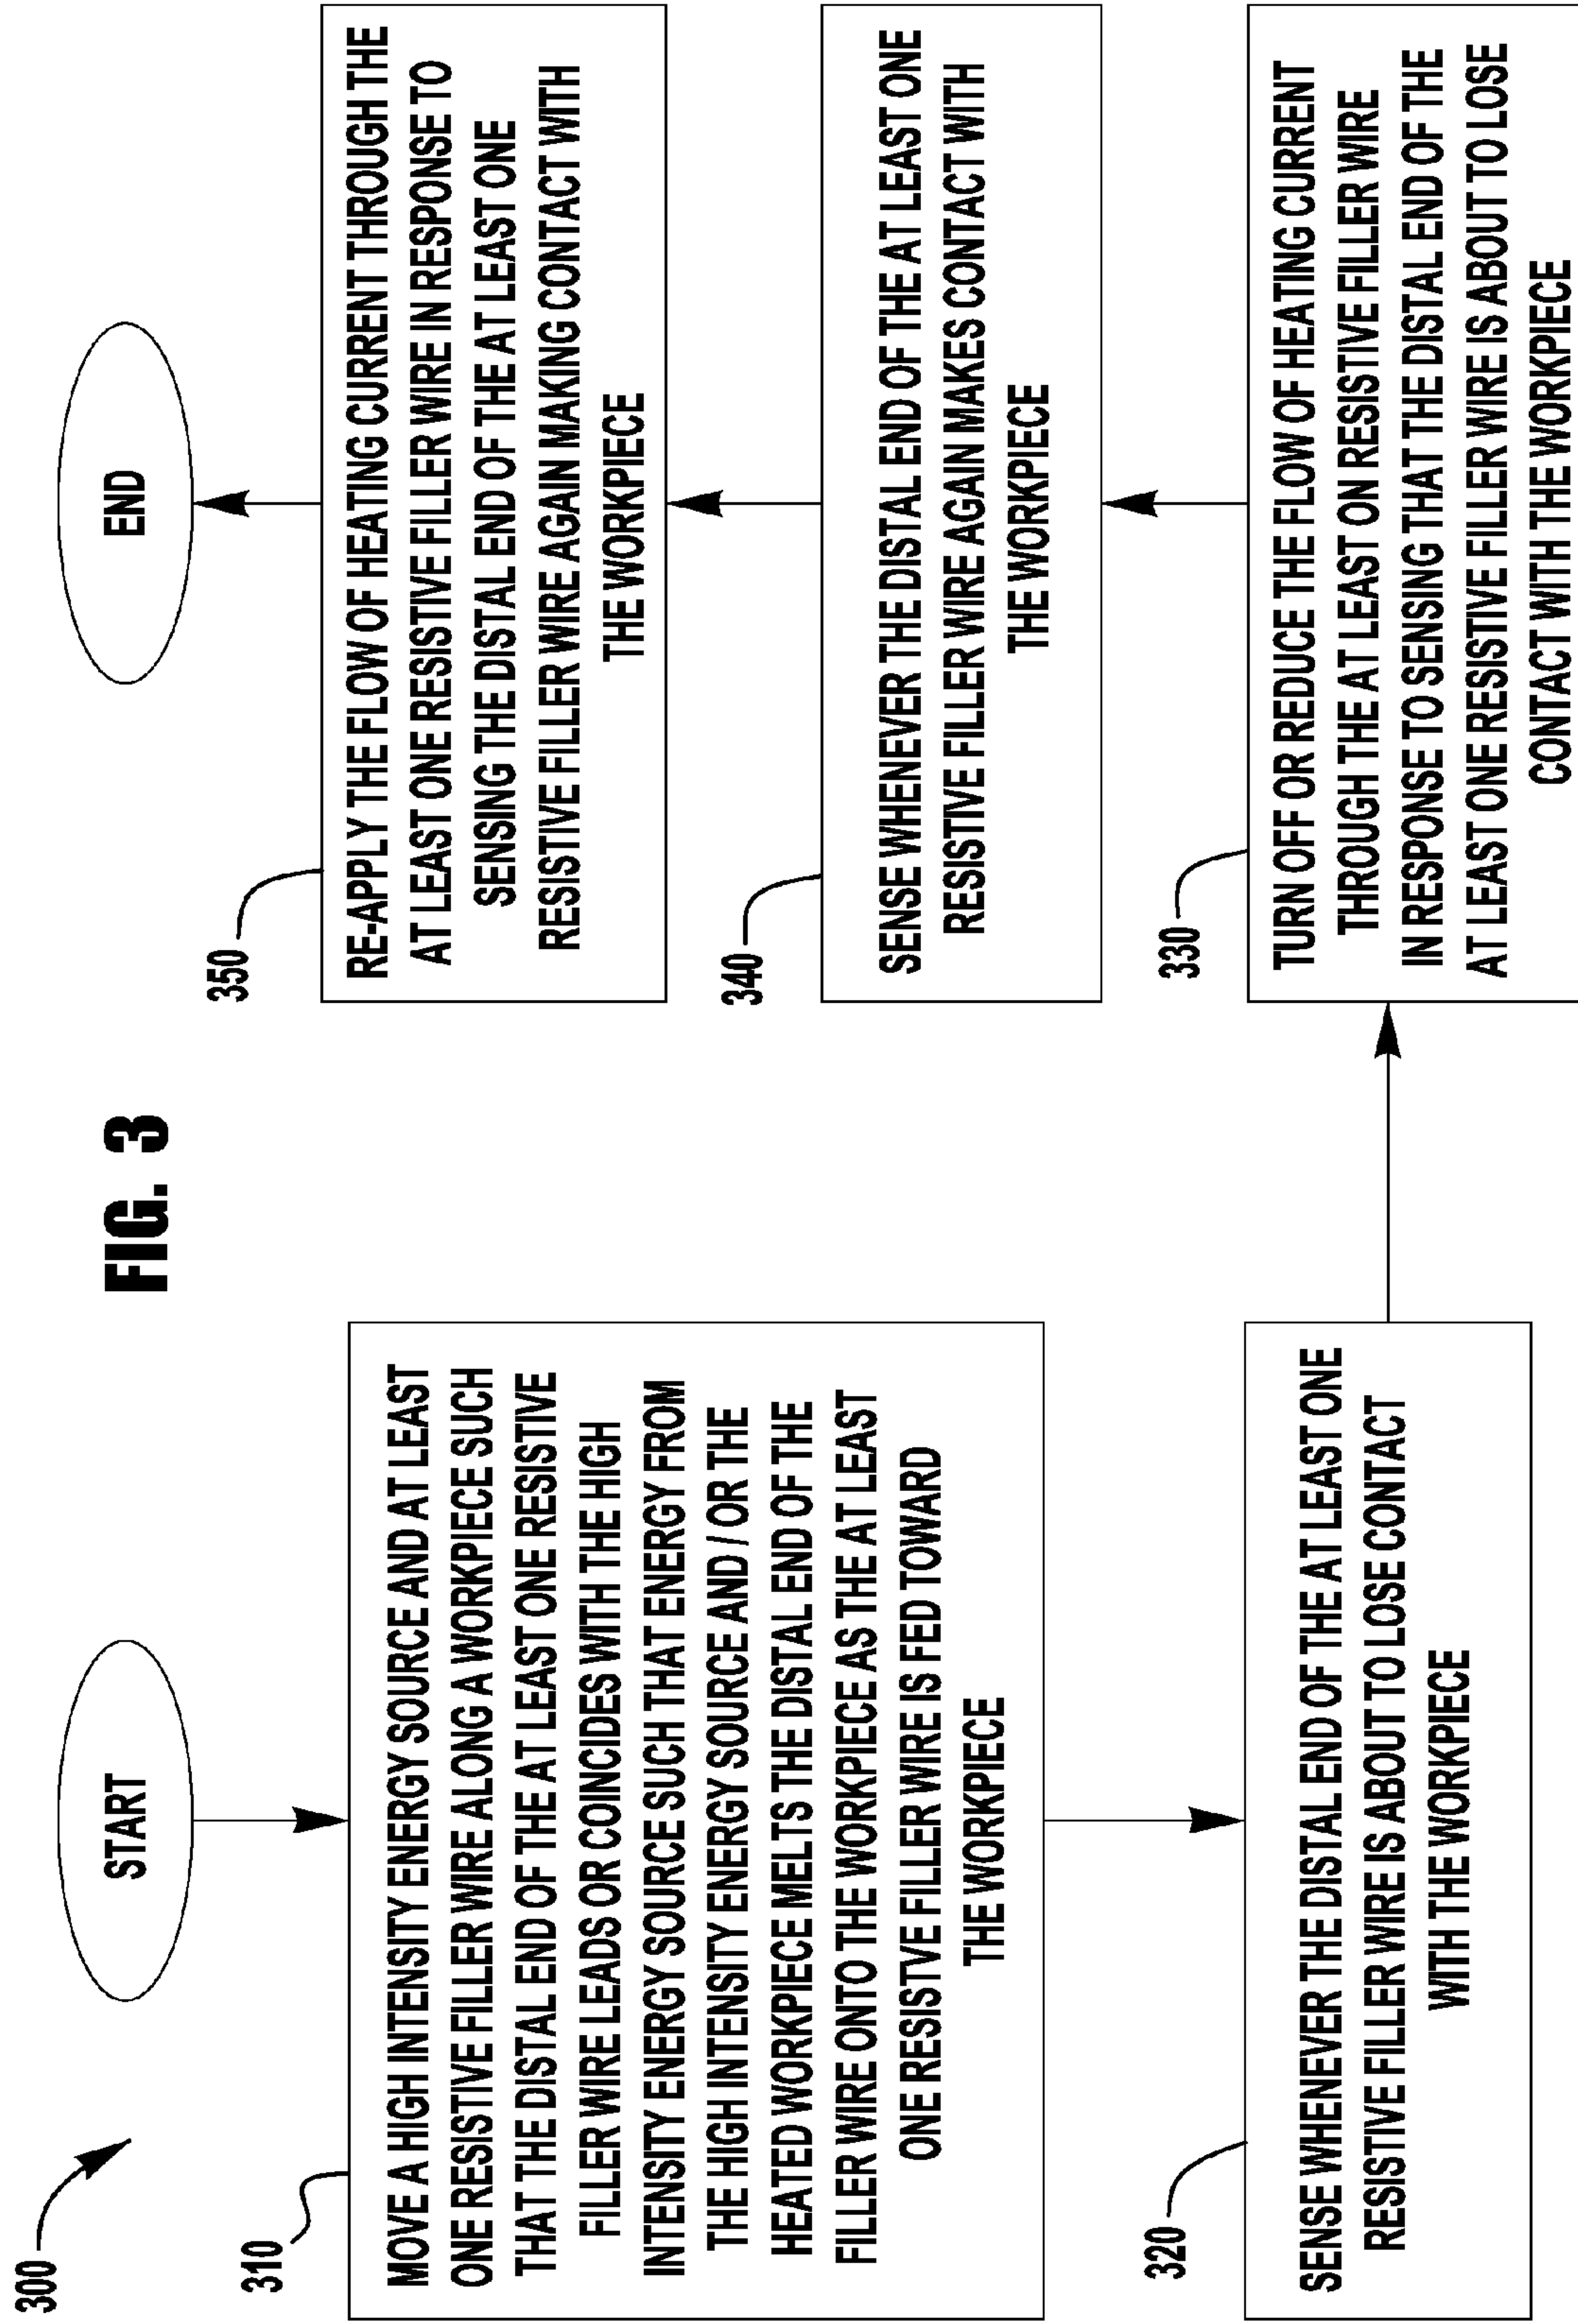 FIG. 3
300
START
310
MOVE A HIGH INTENSITY ENERGY SOURCE AND AT LEAST
ONE RESISTIVE FILLER WIRE ALONG A WORKPIECE SUCH
THAT THE DISTAL END OF THE AT LEAST ONE RESISTIVE
FILLER WIRE LEADS OR COINCIDES WITH THE HIGH
INTENSITY ENERGY SOURCE SUCH THAT ENERGY FROM
THE HIGH INTENSITY ENERGY SOURCE AND / OR THE
HEATED WORKPIECE MELTS THE DISTAL END OF THE
FILLER WIRE ONTO THE WORKPIECE AS THE AT LEAST
ONE RESISTVE FILLER WIRE IS FED TOWARD
THE WORKPIECE
320
SENSE WHENEVER THE DISTAL END OF THE AT LEAST ONE
RESISTIVE FILLER WIRE IS ABOUT TO LOSE CONTACT
WITH THE WORKPIECE
330
TURN OFF OR REDUCE THE FLOW OF HEATING CURRENT
THROUGH THE AT LEAST ON RESISTIVE FILLER WIRE
IN RESPONSE TO SENSING THAT THE DISTAL END OF THE
AT LEAST ONE RESISTIVE FILLER WIRE IS ABOUT TO LOSE
CONTACT WITH THE WORKPIECE
340
SENSE WHENEVER THE DISTAL END OF THE AT LEAST ONE
RESISTIVE FILLER WIRE AGAIN MAKES CONTACT WITH
THE WORKPIECE
350
RE-APPLY THE FLOW OF HEATING CURRENT THROUGH THE
AT LEAST ONE RESISTIVE FILLER WIRE IN RESPONSE TO
SENSING THE DISTAL END OF THE AT LEAST ONE
RESISTIVE FILLER WIRE AGAIN MAKING CONTACT WITH
THE WORKPIECE
END